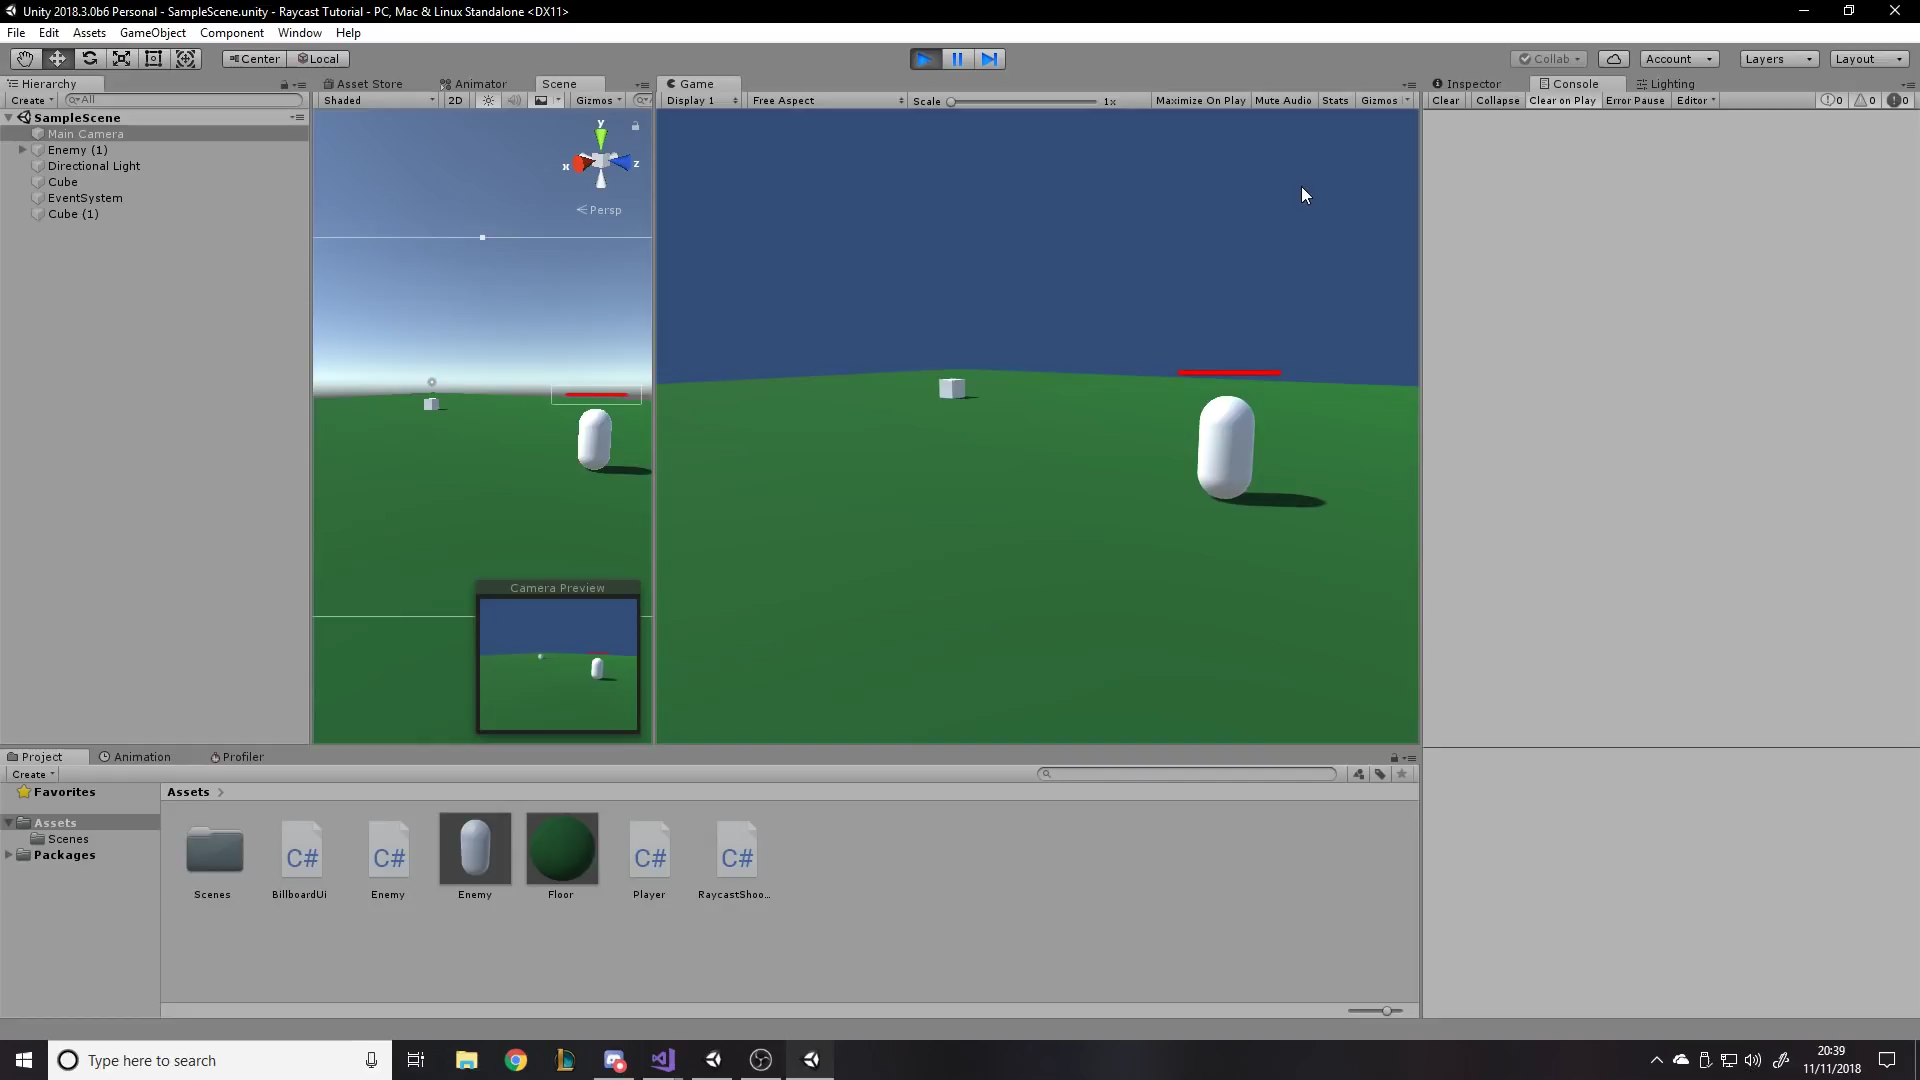 Unity 2018.3.0b6 Personal - SampleScene.unity - Raycast Tutorial - PC, Mac & Linux Standalone <DX11>
File Edit Assets GameObject Component Window Help
Center Local Collab Account Layers Layout
Hierarchy
Asset Store Animator Scene
Game
Inspector Console Lighting
Create All
Shaded 2D Gizmos
Display 1 Free Aspect Scale 1x Maximize On Play Mute Audio Stats Gizmos
Clear Collapse Clear on Play Error Pause Editor 0 0 0
SampleScene
Main Camera
Enemy (1)
Directional Light
Cube
EventSystem
Cube (1)
y
x
z
Persp
Camera Preview
Project Animation Profiler
Create
Favorites
Assets
Scenes
Packages
Assets
C# C# C# C#
Scenes BillboardUi Enemy Enemy Floor Player RaycastShoo...
Type here to search
20:39
11/11/2018